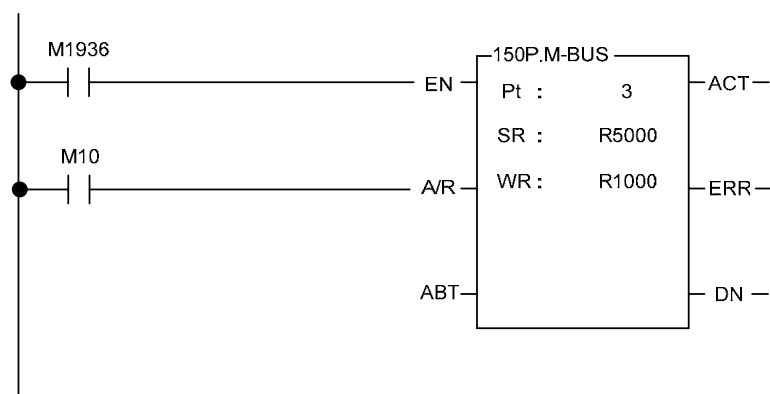 M1936
150P.M-BUS
EN
Pt : 3
ACT
M10
SR : R5000
A/R
WR : R1000
ERR
ABT
DN